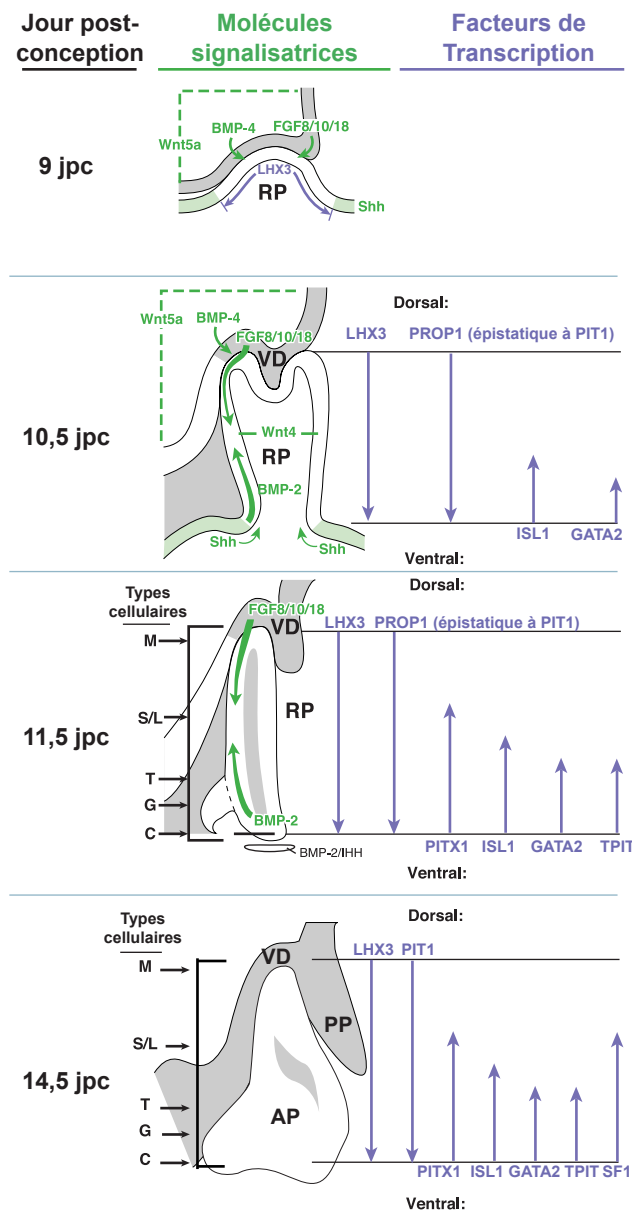 Jour post-
conception
Molécules
signalisatrices
Facteurs de
Transcription
9 jpc
Wnt5a
BMP-4
FGF8/10/18
LHX3
RP
Shh
10,5 jpc
Wnt5a
BMP-4
FGF8/10/18
VD
Wnt4
RP
BMP-2
Shh
Shh
Dorsal:
LHX3
PROP1 (épistatique à PIT1)
ISL1
GATA2
Ventral:
11,5 jpc
Types
cellulaires
M
S/L
T
G
C
FGF8/10/18
VD
RP
BMP-2
BMP-2/IHH
Dorsal:
LHX3
PROP1 (épistatique à PIT1)
PITX1
ISL1
GATA2
TPIT
Ventral:
14,5 jpc
Types
cellulaires
M
S/L
T
G
C
VD
PP
AP
Dorsal:
LHX3
PIT1
PITX1
ISL1
GATA2
TPIT
SF1
Ventral: